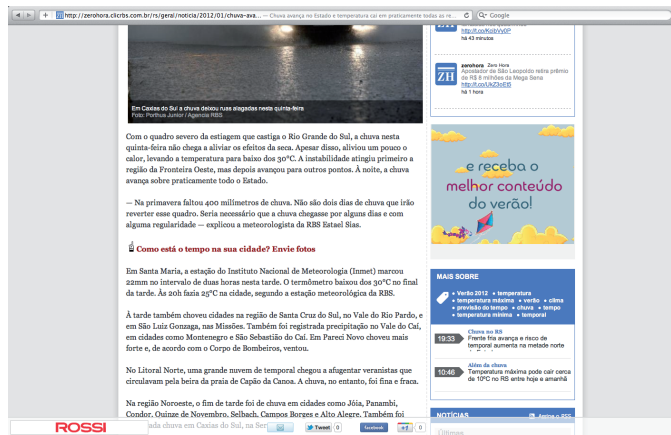 http://zerohora.clicrbs.com.br/rs/geral/noticia/2012/01/chuva-ava... — Chuva avança no Estado e temperatura cai em praticamente todas as re...
Google
Em Caxias do Sul a chuva deixou ruas alagadas nesta quinta-feira
Foto: Porthus Junior / Agencia RBS
Com o quadro severo da estiagem que castiga o Rio Grande do Sul, a chuva nesta
quinta-feira não chega a aliviar os efeitos da seca. Apesar disso, aliviou um pouco o
calor, levando a temperatura para baixo dos 30°C. A instabilidade atingiu primeiro a
região da Fronteira Oeste, mas depois avançou para outros pontos. À noite, a chuva
avança sobre praticamente todo o Estado.
— Na primavera faltou 400 milímetros de chuva. Não são dois dias de chuva que irão
reverter esse quadro. Seria necessário que a chuva chegasse por alguns dias e com
alguma regularidade — explicou a meteorologista da RBS Estael Sias.
Como está o tempo na sua cidade? Envie fotos
Em Santa Maria, a estação do Instituto Nacional de Meteorologia (Inmet) marcou
22mm no intervalo de duas horas nesta tarde. O termômetro baixou dos 30°C no final
da tarde. Às 20h fazia 25°C na cidade, segundo a estação meteorológica da RBS.
À tarde também choveu cidades na região de Santa Cruz do Sul, no Vale do Rio Pardo, e
em São Luiz Gonzaga, nas Missões. Também foi registrada precipitação no Vale do Caí,
em cidades como Montenegro e São Sebastião do Caí. Em Pareci Novo choveu mais
forte e, de acordo com o Corpo de Bombeiros, ventou.
No Litoral Norte, uma grande temporal chegou a afugentar veranistas que
circulavam pela beira da praia de Capão da Canoa. A chuva, no entanto, foi fina e fraca.
Na região Noroeste, o fim de tarde foi de chuva em cidades como Jóia, Panambi,
Condor, Quinze de Novembro, Selbach, Campos Borges e Alto Alegre. Também foi
ada chuva em Caxias do Sul, na Ser
há 43 minutos
ZH
zerohora Zero Hora
Apostador de São Leopoldo retira prêmio
de R$ 8 milhões da Mega Sena
há 1 hora
e receba o
melhor conteúdo
do verão!
MAIS SOBRE
• Verão 2012 • temperatura
• temperatura máxima • verão • clima
• previsão do tempo • chuva • tempo
• temperatura mínima • temporal
19:33
Chuva no RS
Frente fria avança e risco de
temporal aumenta na metade norte
10:46
Além da chuva
Temperatura máxima pode cair cerca
de 10ºC no RS entre hoje e amanhã
NOTÍCIAS
Assine o RSS
Últimas
ROSSI
Tweet 0
facebook
+1 0